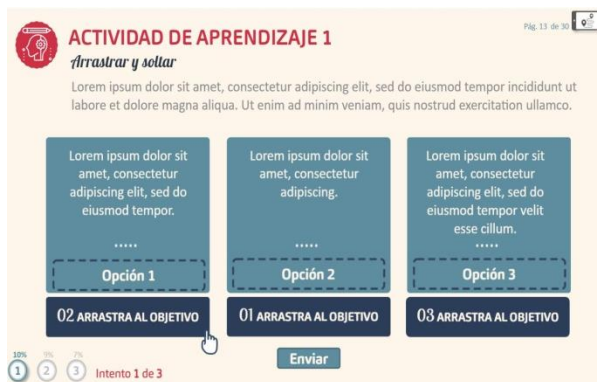 Pág. 13 de 30
ACTIVIDAD DE APRENDIZAJE 1
Arrastrar y soltar
Lorem ipsum dolor sit amet, consectetur adipiscing elit, sed do eiusmod tempor incididunt ut
labore et dolore magna aliqua. Ut enim ad minim veniam, quis nostrud exercitation ullamco.
Lorem ipsum dolor sit
amet, consectetur
adipiscing elit, sed do
eiusmod tempor.
.....
Opción 1
02 ARRASTRA AL OBJETIVO
Lorem ipsum dolor sit
amet, consectetur
adipiscing.
.....
Opción 2
01 ARRASTRA AL OBJETIVO
Lorem ipsum dolor sit
amet, consectetur
adipiscing elit, sed do
eiusmod tempor velit
esse cillum.
.....
Opción 3
03 ARRASTRA AL OBJETIVO
10% 9% 7%
1 2 3 Intento 1 de 3
Enviar